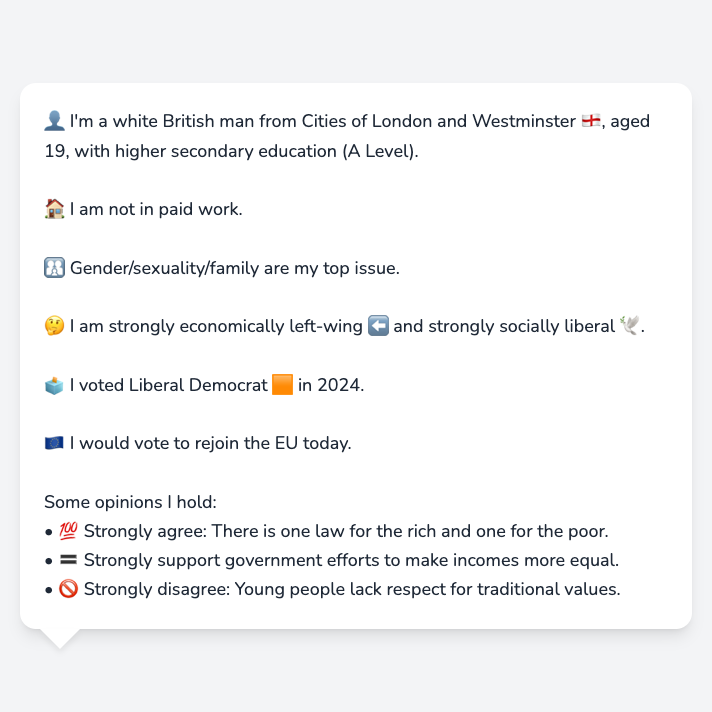 👤 I'm a white British man from Cities of London and Westminster 🏴󠁧󠁢󠁥󠁮󠁧󠁿, aged
19, with higher secondary education (A Level).
🏠 I am not in paid work.
🚻 Gender/sexuality/family are my top issue.
🤔 I am strongly economically left-wing ⬅️ and strongly socially liberal 🕊️.
🗳️ I voted Liberal Democrat 🟧 in 2024.
🇪🇺 I would vote to rejoin the EU today.
Some opinions I hold:
• 💯 Strongly agree: There is one law for the rich and one for the poor.
• 🟰 Strongly support government efforts to make incomes more equal.
• 🚫 Strongly disagree: Young people lack respect for traditional values.